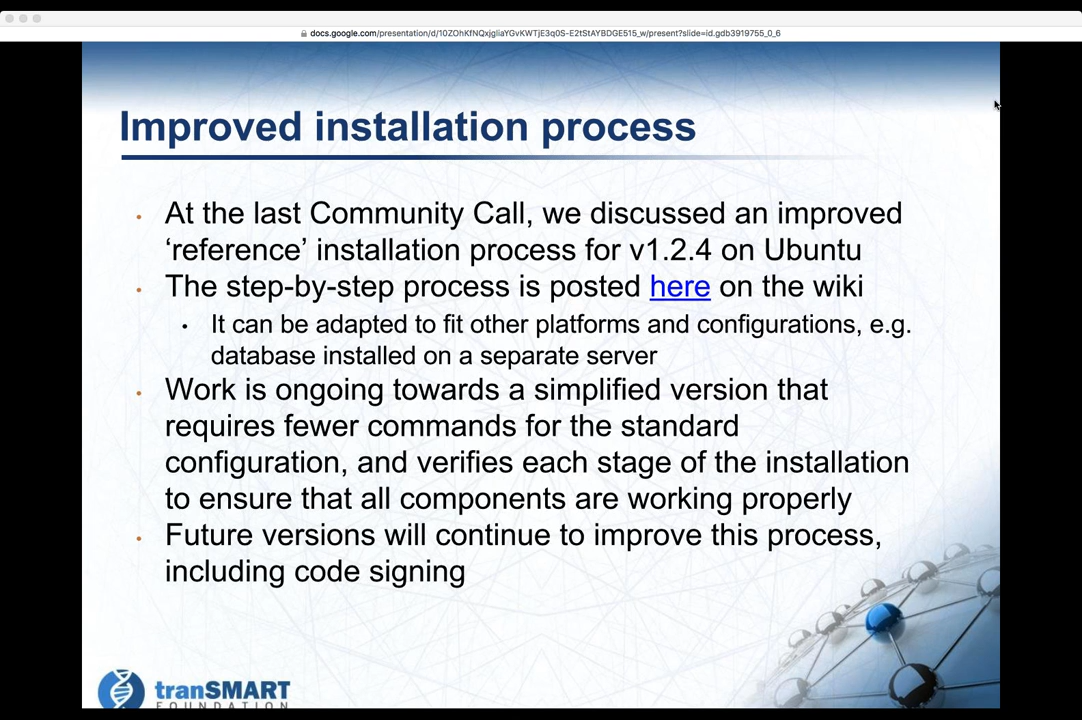 docs.google.com/presentation/d/10ZOhKfNQxjgliaYGvKWTjE3q0S-E2tStAYBDGE515_w/present?slide=id.gdb3919755_0_6
Improved installation process
• At the last Community Call, we discussed an improved
‘reference’ installation process for v1.2.4 on Ubuntu
• The step-by-step process is posted here on the wiki
• It can be adapted to fit other platforms and configurations, e.g.
database installed on a separate server
• Work is ongoing towards a simplified version that
requires fewer commands for the standard
configuration, and verifies each stage of the installation
to ensure that all components are working properly
• Future versions will continue to improve this process,
including code signing
tranSMART
FOUNDATION